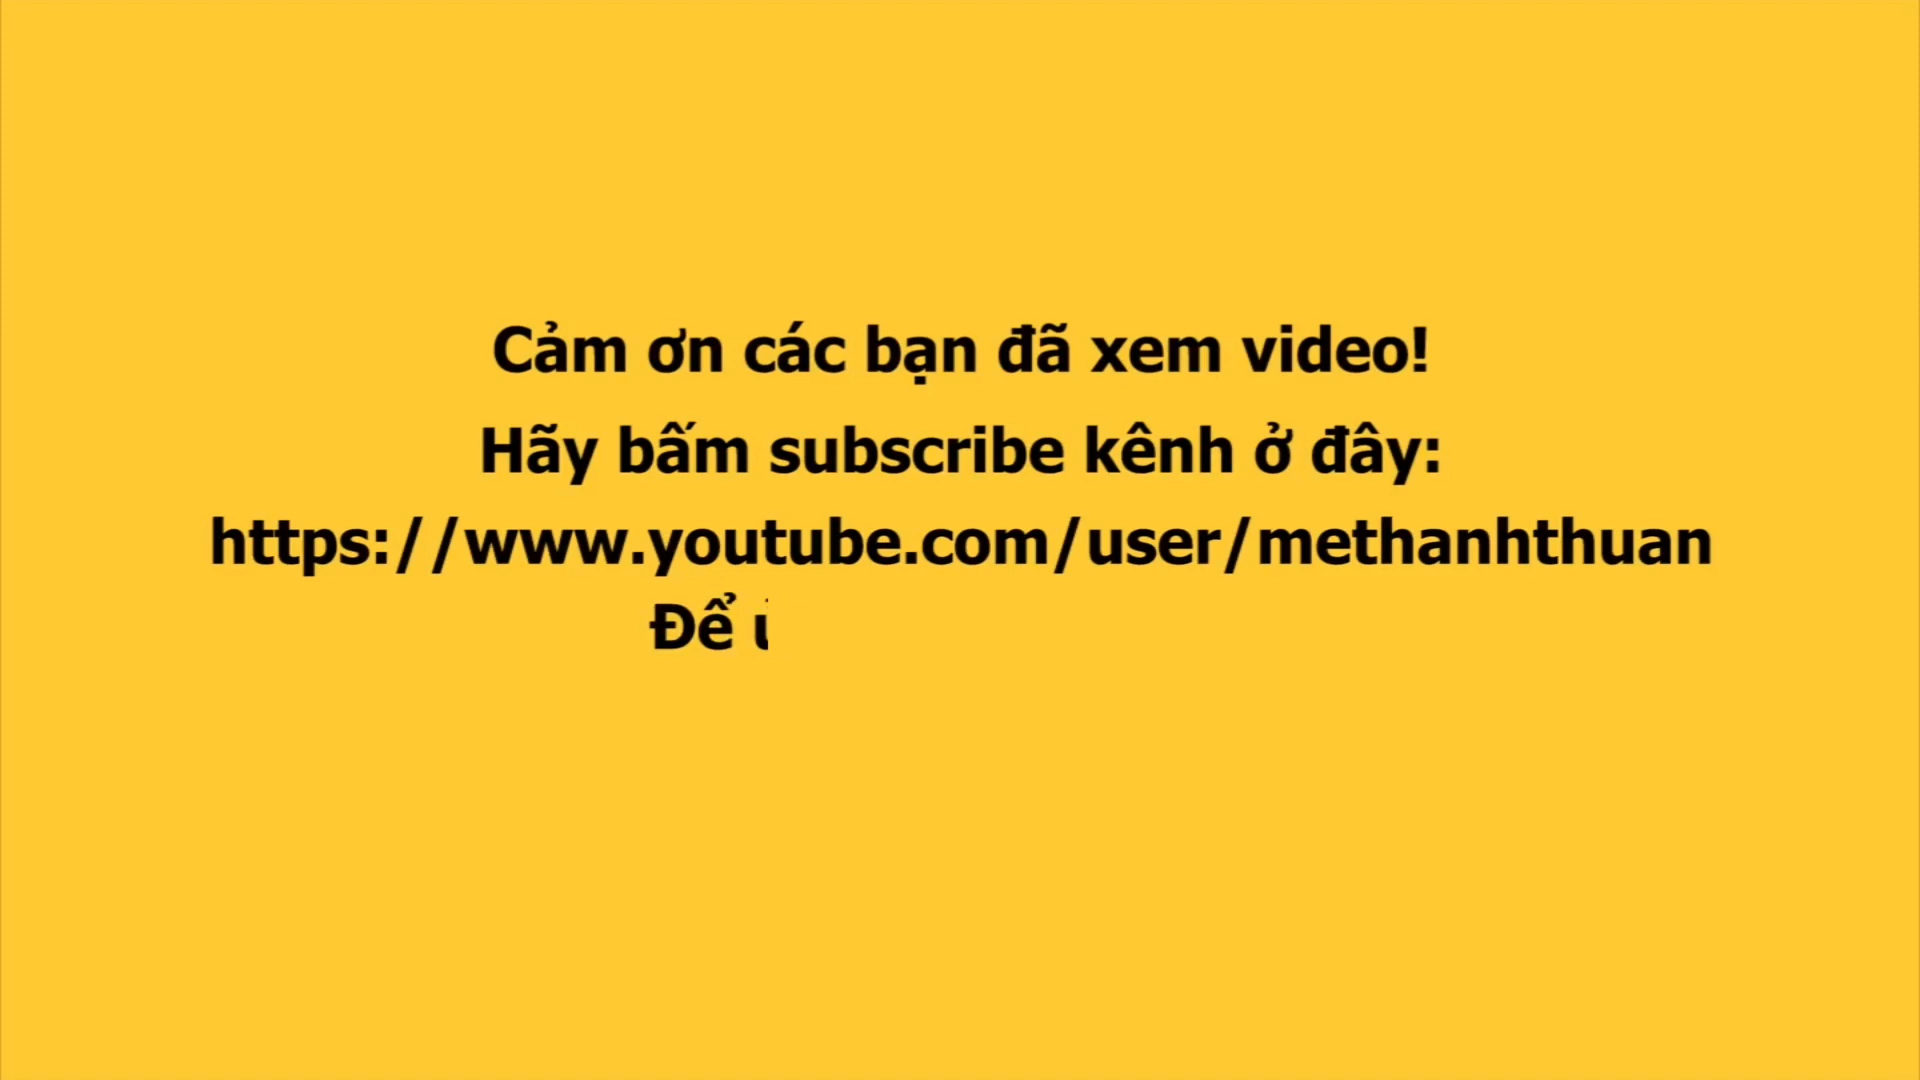 Cảm ơn các bạn đã xem video!
Hãy bấm subscribe kênh ở đây:
https://www.youtube.com/user/methanhthuan
Để